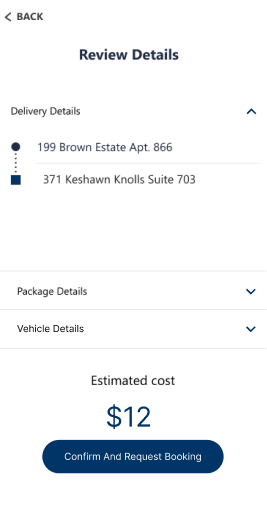 BACK
Review Details
Delivery Details
199 Brown Estate Apt. 866
371 Keshawn Knolls Suite 703
Package Details
Vehicle Details
Estimated cost
$12
Confirm And Request Booking